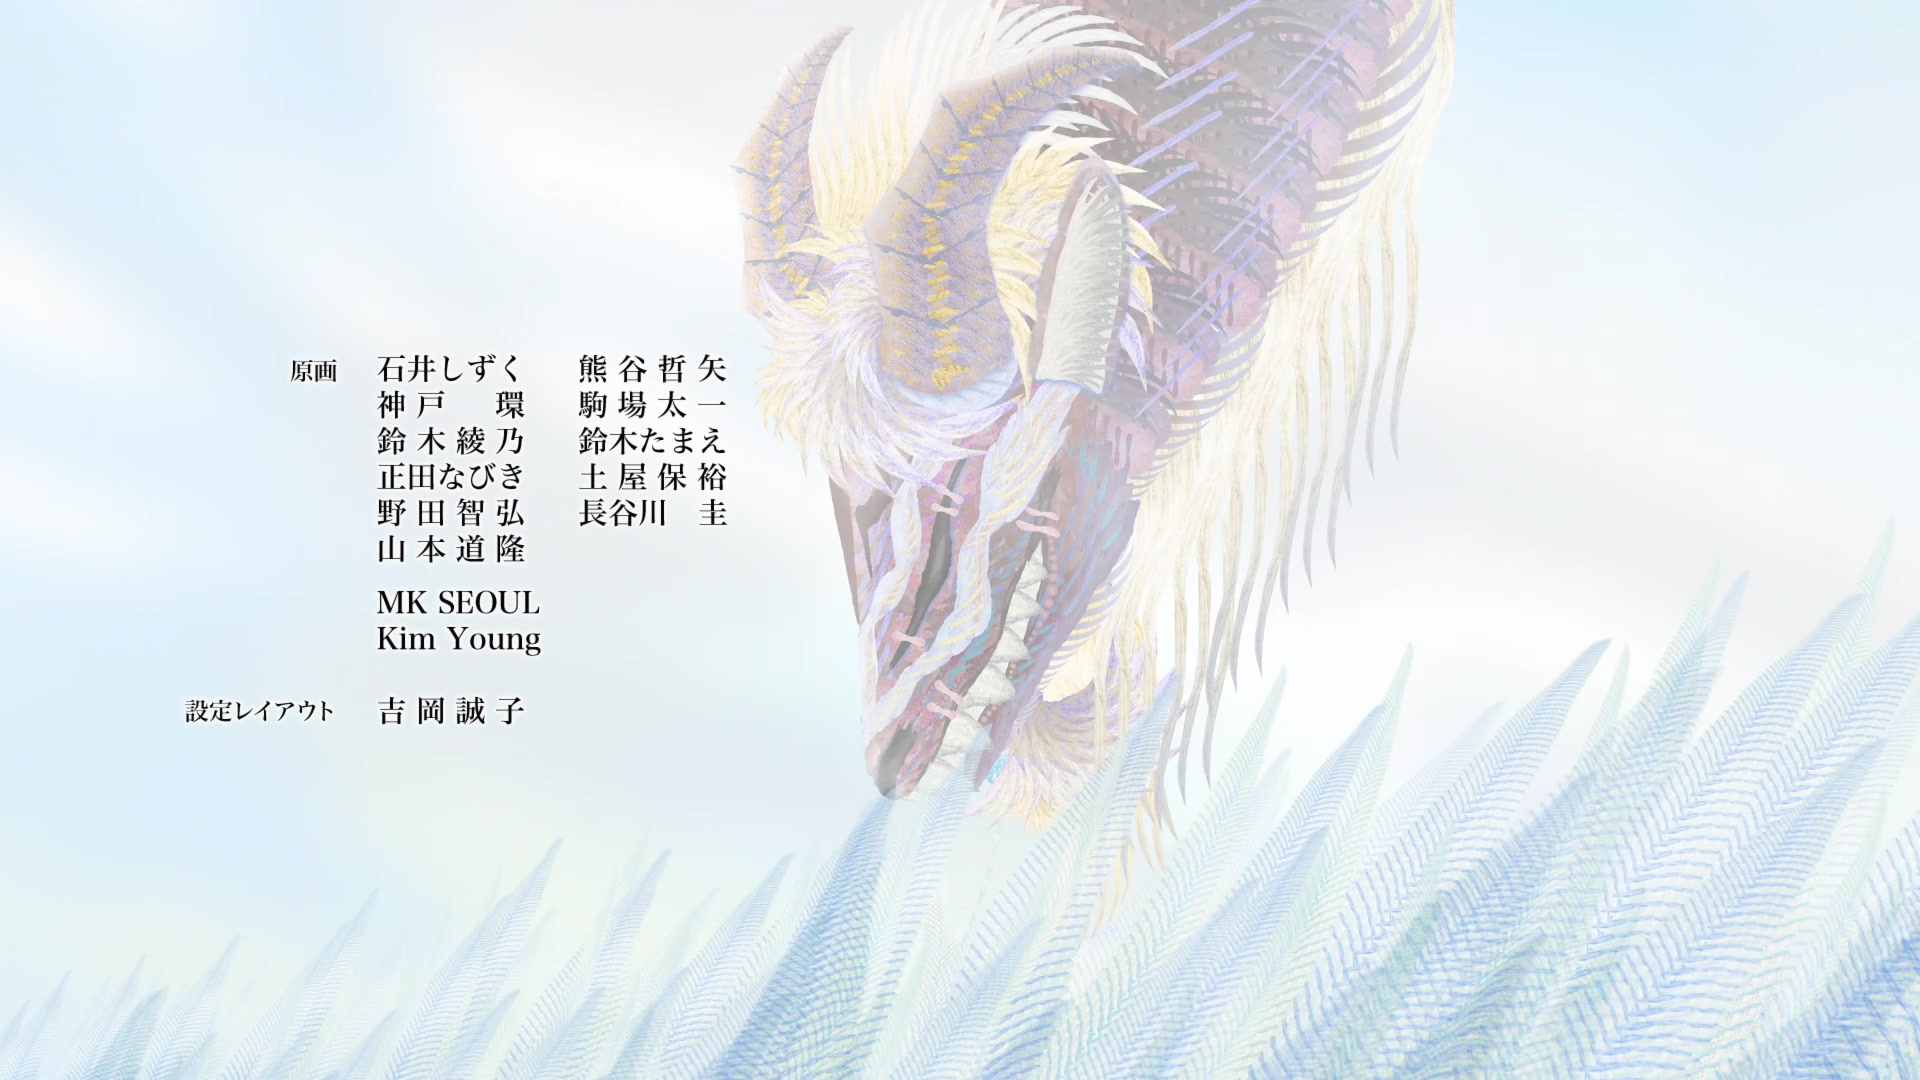 原画 石井しずく 熊谷哲矢
神戸 環 駒場太一
鈴木綾乃 鈴木たまえ
正田なびき 土屋保裕
野田智弘 長谷川 圭
山本道隆
MK SEOUL
Kim Young
設定レイアウト 吉岡誠子